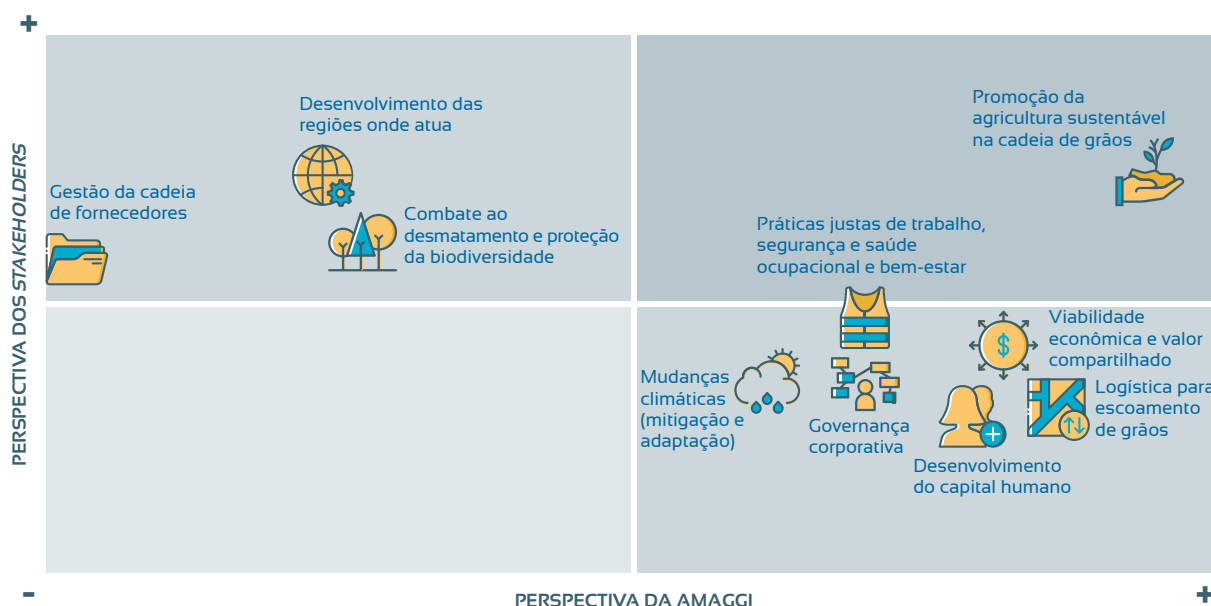 +
PERSPECTIVA DOS STAKEHOLDERS
Desenvolvimento das
regiões onde atua
Gestão da cadeia
de fornecedores
Combate ao
desmatamento e proteção
da biodiversidade
Promoção da
agricultura sustentável
na cadeia de grãos
Práticas justas de trabalho,
segurança e saúde
ocupacional e bem-estar
$
Viabilidade
econômica e valor
compartilhado
Mudanças
climáticas
(mitigação e
adaptação)
Governança
corporativa
Logística para
escoamento
de grãos
Desenvolvimento
do capital humano
-
PERSPECTIVA DA AMAGGI
+